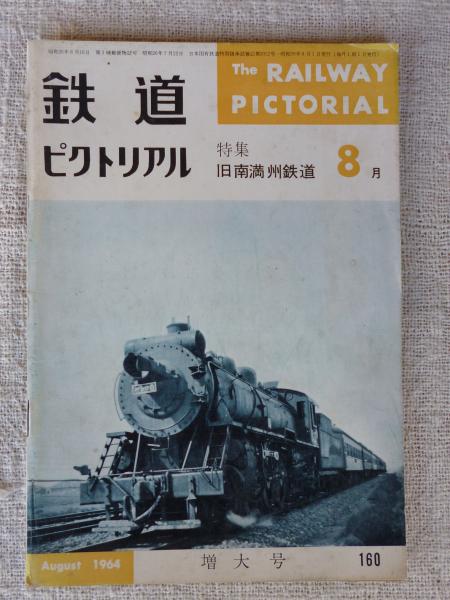 The RAILWAY
PICTORIAL
鉄道
ピクトリアル
特集
旧南満州鉄道
8月
August 1964
増大号
160